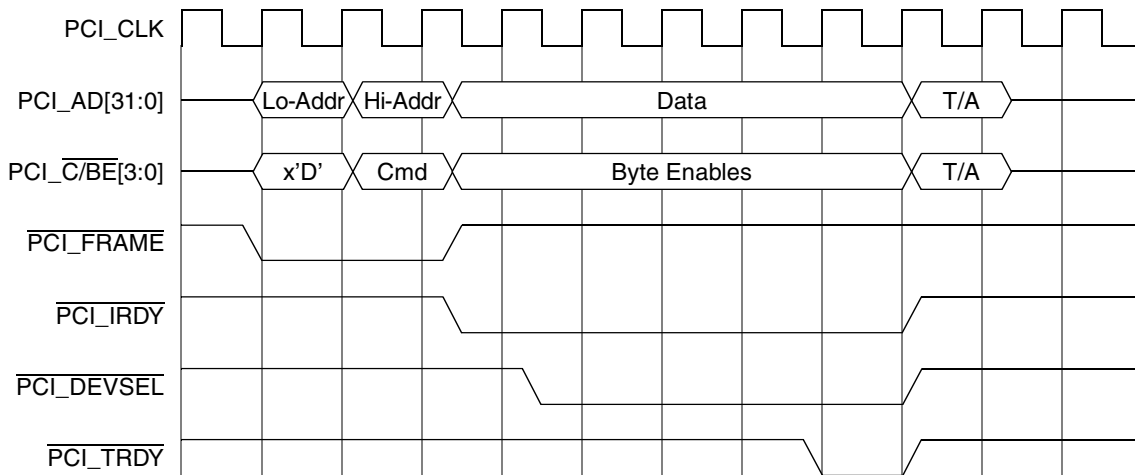 PCI_CLK
PCI_AD[31:0] Lo-Addr Hi-Addr Data T/A
PCI_C/BE[3:0] x'D' Cmd Byte Enables T/A
PCI_FRAME
PCI_IRDY
PCI_DEVSEL
PCI_TRDY